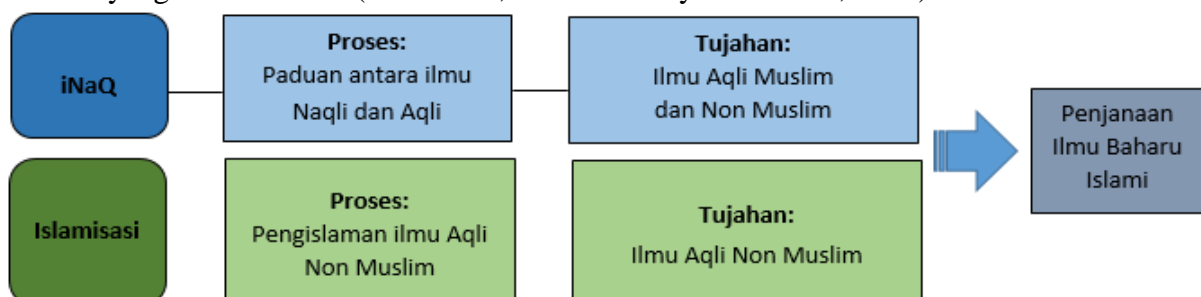 iNaQ
Proses:
Paduan antara ilmu
Naqli dan Aqli
Tujahan:
Ilmu Aqli Muslim
dan Non Muslim
Penjanaan
Ilmu Baharu
Islami
Islamisasi
Proses:
Pengislaman ilmu Aqli
Non Muslim
Tujahan:
Ilmu Aqli Non Muslim